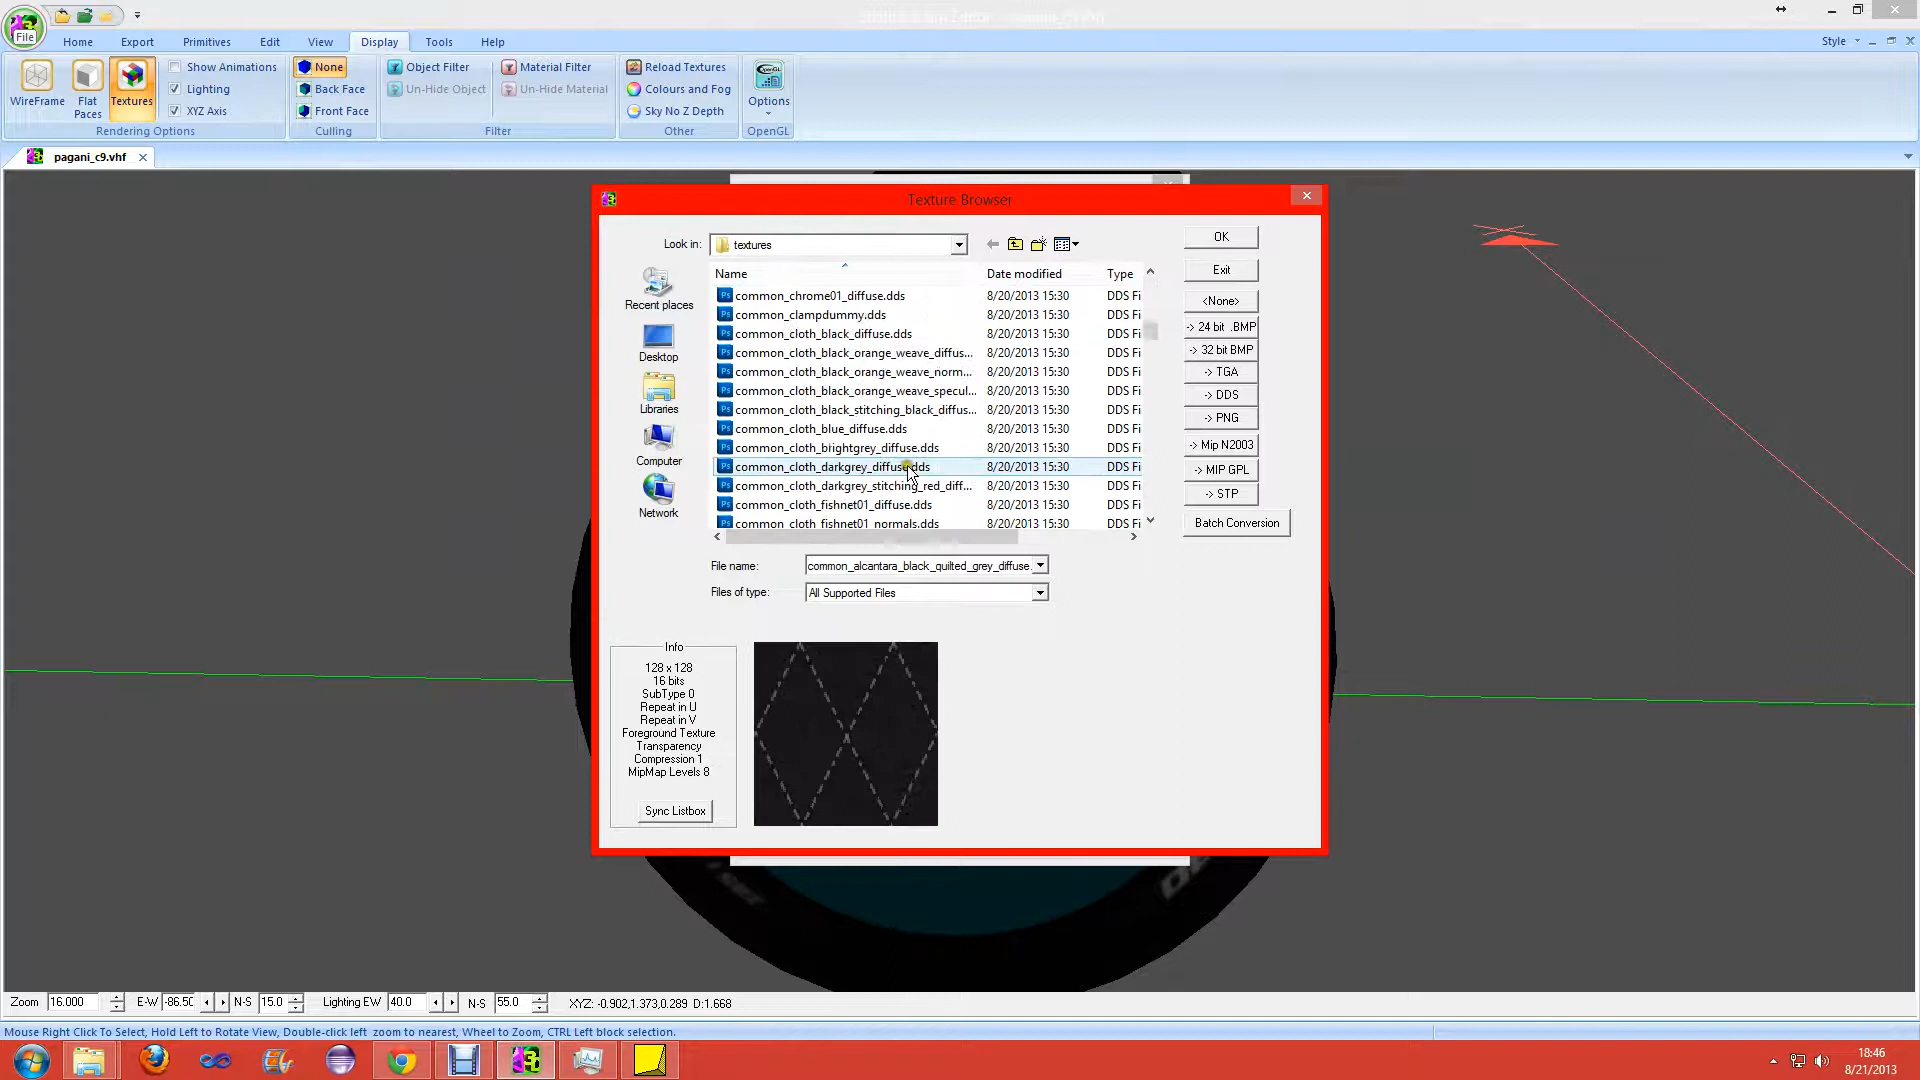 File
Home Export Primitives Edit View Display Tools Help
Style
WireFrame
Flat Paces
Textures
Show Animations
Lighting
XYZ Axis
Rendering Options
None
Back Face
Front Face
Culling
Object Filter
Un-Hide Object
Material Filter
Un-Hide Material
Filter
Reload Textures
Colours and Fog
Sky No Z Depth
Other
OpenGL
Options
OpenGL
pagani_c9.vhf
Texture Browser
Look in: textures
Recent places
Desktop
Libraries
Computer
Network
Name Date modified Type
common_chrome01_diffuse.dds 8/20/2013 15:30 DDS Fi
common_clampdummy.dds 8/20/2013 15:30 DDS Fi
common_cloth_black_diffuse.dds 8/20/2013 15:30 DDS Fi
common_cloth_black_orange_weave_diffus... 8/20/2013 15:30 DDS Fi
common_cloth_black_orange_weave_norm... 8/20/2013 15:30 DDS Fi
common_cloth_black_orange_weave_specul... 8/20/2013 15:30 DDS Fi
common_cloth_black_stitching_black_diffus... 8/20/2013 15:30 DDS Fi
common_cloth_blue_diffuse.dds 8/20/2013 15:30 DDS Fi
common_cloth_brightgrey_diffuse.dds 8/20/2013 15:30 DDS Fi
common_cloth_darkgrey_diffuse.dds 8/20/2013 15:30 DDS Fi
common_cloth_darkgrey_stitching_red_diff... 8/20/2013 15:30 DDS Fi
common_cloth_fishnet01_diffuse.dds 8/20/2013 15:30 DDS Fi
common_cloth_fishnet01_normals.dds 8/20/2013 15:30 DDS Fi
File name: common_alcantara_black_quilted_grey_diffuse.
Files of type: All Supported Files
OK
Exit
<None>
-> 24 bit .BMP
-> 32 bit BMP
-> TGA
-> DDS
-> PNG
-> Mip N2003
-> MIP GPL
-> STP
Batch Conversion
Info
128 x 128
16 bits
SubType 0
Repeat in U
Repeat in V
Foreground Texture
Transparency
Compression 1
MipMap Levels 8
Sync Listbox
Zoom 16.000 E-W -86.50 N-S 15.0 Lighting EW 40.0 N-S 55.0 XYZ: -0.902,1.373,0.289 D:1.668
Mouse Right Click To Select, Hold Left to Rotate View, Double-click left zoom to nearest, Wheel to Zoom, CTRL Left block selection.
18:46
8/21/2013